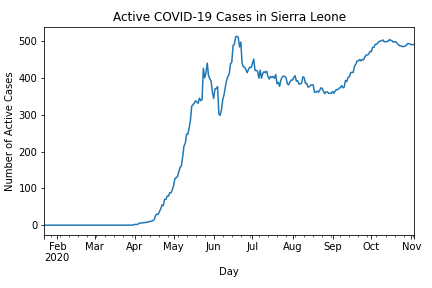 Active COVID-19 Cases in Sierra Leone
Number of Active Cases
500
400
300
200
100
0
Feb Mar Apr May Jun Jul Aug Sep Oct Nov
2020
Day